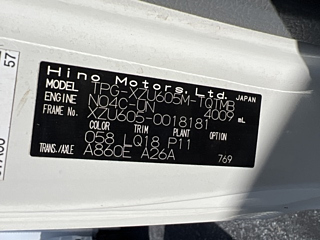 57
Hino Motors, Ltd. JAPAN
MODEL TPG-XZU605M-TQTMB
ENGINE N04C-UN 4009 mL
FRAME No. XZU605-0018181
COLOR TRIM PLANT OPTION
058 LQ18 P11
TRANS./AXLE A860E A26A 769